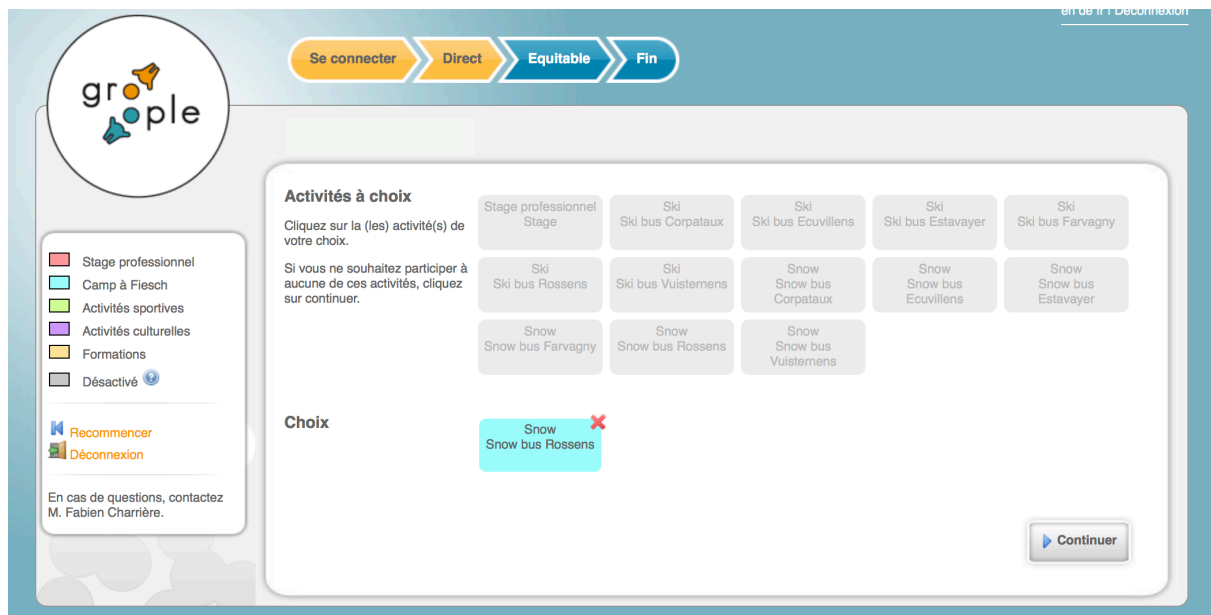 en de fr | Déconnexion
Se connecter
Direct
Equitable
Fin
gro
ople
Activités à choix
Cliquez sur la (les) activité(s) de
votre choix.
Si vous ne souhaitez participer à
aucune de ces activités, cliquez
sur continuer.
Stage professionnel
Stage
Ski
Ski bus Corpataux
Ski
Ski bus Ecuvillens
Ski
Ski bus Estavayer
Ski
Ski bus Farvagny
Ski
Ski bus Rossens
Ski
Ski bus Vuisternens
Snow
Snow bus
Corpataux
Snow
Snow bus
Ecuvillens
Snow
Snow bus
Estavayer
Snow
Snow bus Farvagny
Snow
Snow bus Rossens
Snow
Snow bus
Vuisternens
Choix
Snow
Snow bus Rossens
Continuer
Stage professionnel
Camp à Fiesch
Activités sportives
Activités culturelles
Formations
Désactivé
Recommencer
Déconnexion
En cas de questions, contactez
M. Fabien Charrière.